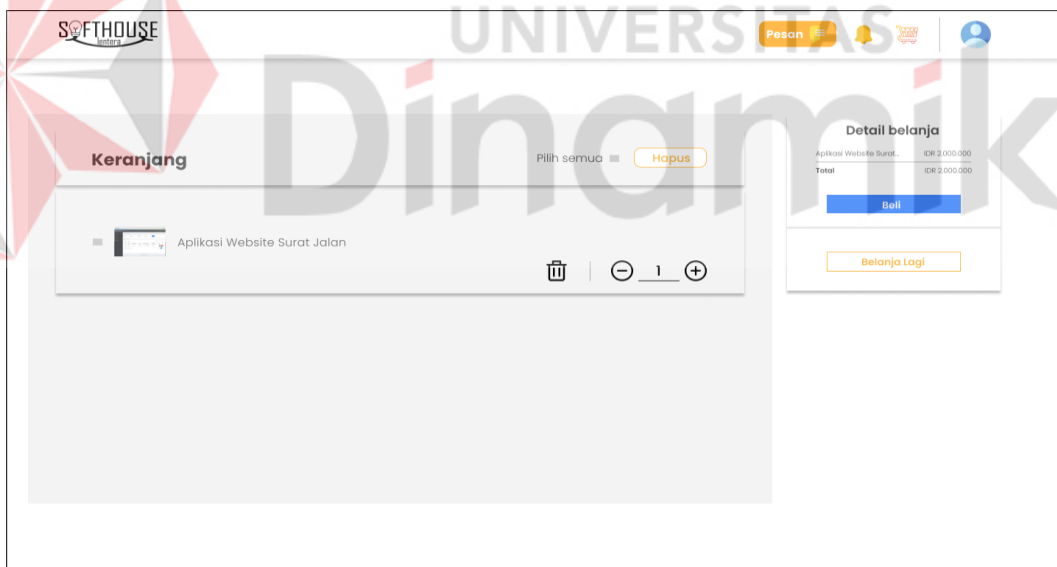 UNIVERSITAS
Dinamik
SOFTHOUSE
lentera
Pesan
Keranjang
Pilih semua
Hapus
Aplikasi Website Surat Jalan
1
Detail belanja
Aplikasi Website Surat.. IDR 2.000.000
Total IDR 2.000.000
Beli
Belanja Lagi